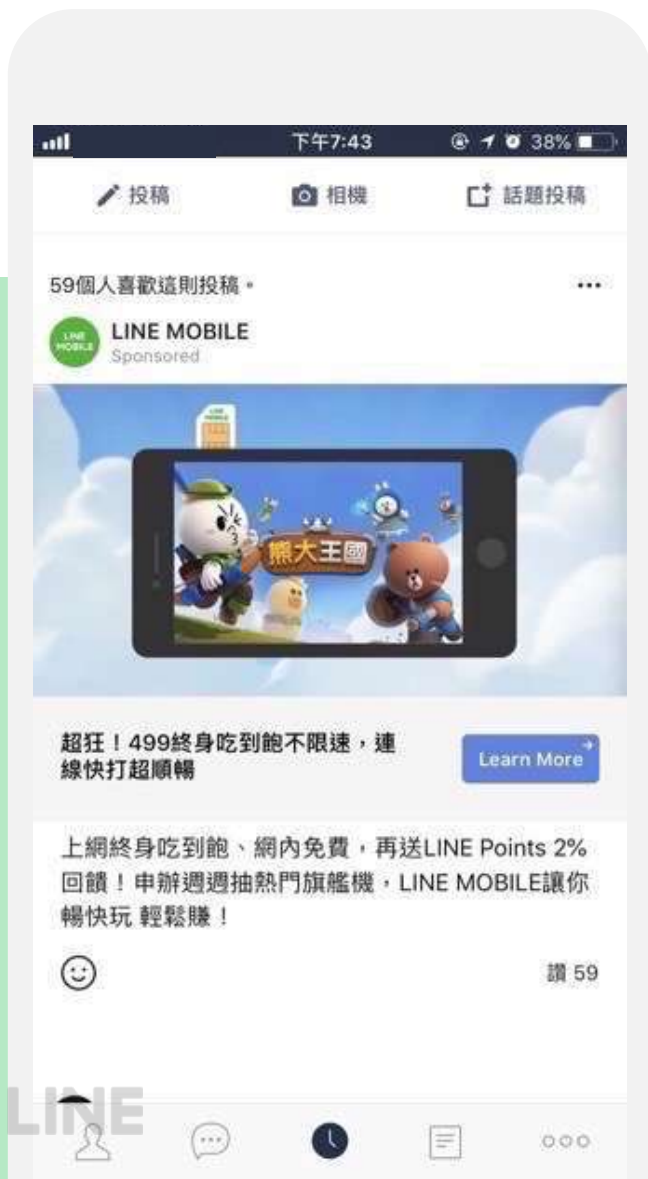 下午7:43
38%
投稿
相機
話題投稿
59個人喜歡這則投稿。
LINE MOBILE
LINE MOBILE
Sponsored
LINE MOBILE
熊大王國
超狂！499終身吃到飽不限速，連
線快打超順暢
Learn More
上網終身吃到飽、網內免費，再送LINE Points 2%
回饋！申辦週週抽熱門旗艦機，LINE MOBILE讓你
暢快玩 輕鬆賺！
讚 59
LINE